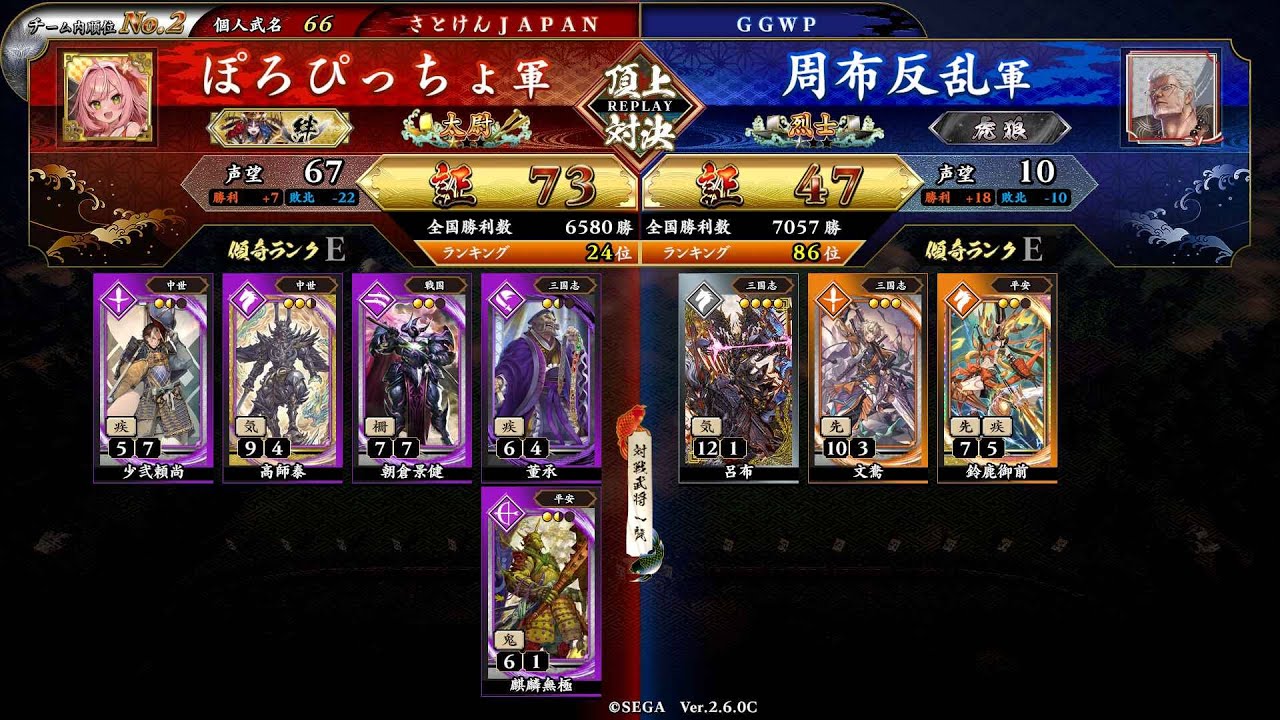 チーム内順位 No.2 個人武名 66 さとけんJAPAN GGWP
ぽろぴっちょ軍 頂上 REPLAY 対決 周布反乱軍
絆 太尉 烈士
声望 67 証 73 証 47 声望 10
勝利 +7 敗北 -22 勝利 +18 敗北 -10
全国勝利数 6580勝 全国勝利数 7057勝
傾奇ランクE ランキング 24位 ランキング 86位 傾奇ランクE
中世 中世 戦国 三国志 三国志 三国志 平安
疾 気 柵 疾 気 先 先 疾
5 7 9 4 7 7 6 4 12 1 10 3 7 5
少弐頼尚 高師泰 朝倉景健 董承 呂布 文鴦 鈴鹿御前
対戦武将一覧
平安
鬼
6 1
麒麟無極
©SEGA Ver.2.6.0C